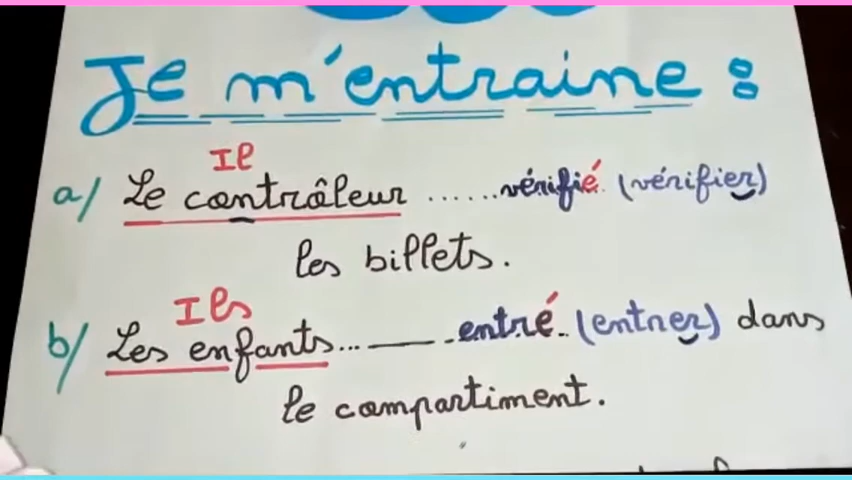 Je m'entraine :
Il
a/ Le contrôleur ......vérifié. (vérifier)
les billets.
Ils
b/ Les enfants...____.entré.. (entrer) dans
le compartiment.